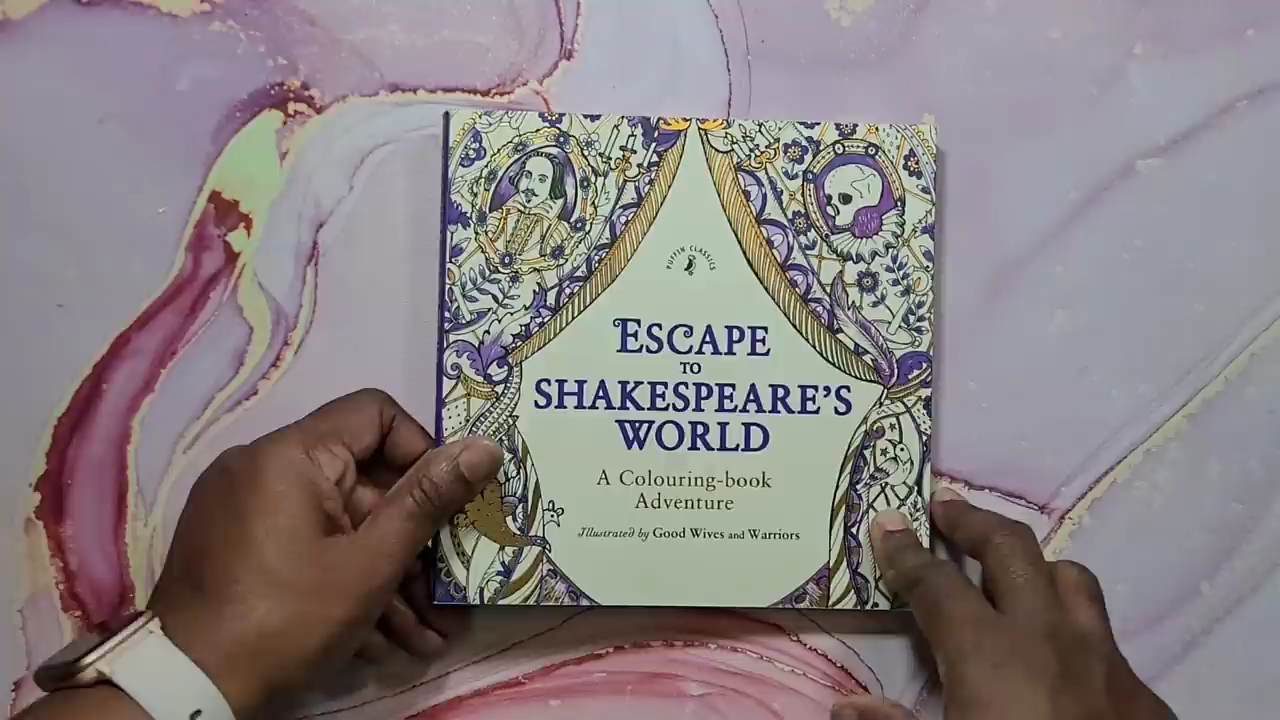 PUFFIN CLASSICS
ESCAPE
TO
SHAKESPEARE'S
WORLD
A Colouring-book
Adventure
Illustrated by Good Wives and Warriors